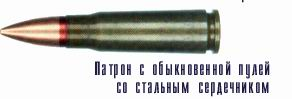 Патрон с обыкновенной пулей
со стальным сердечником